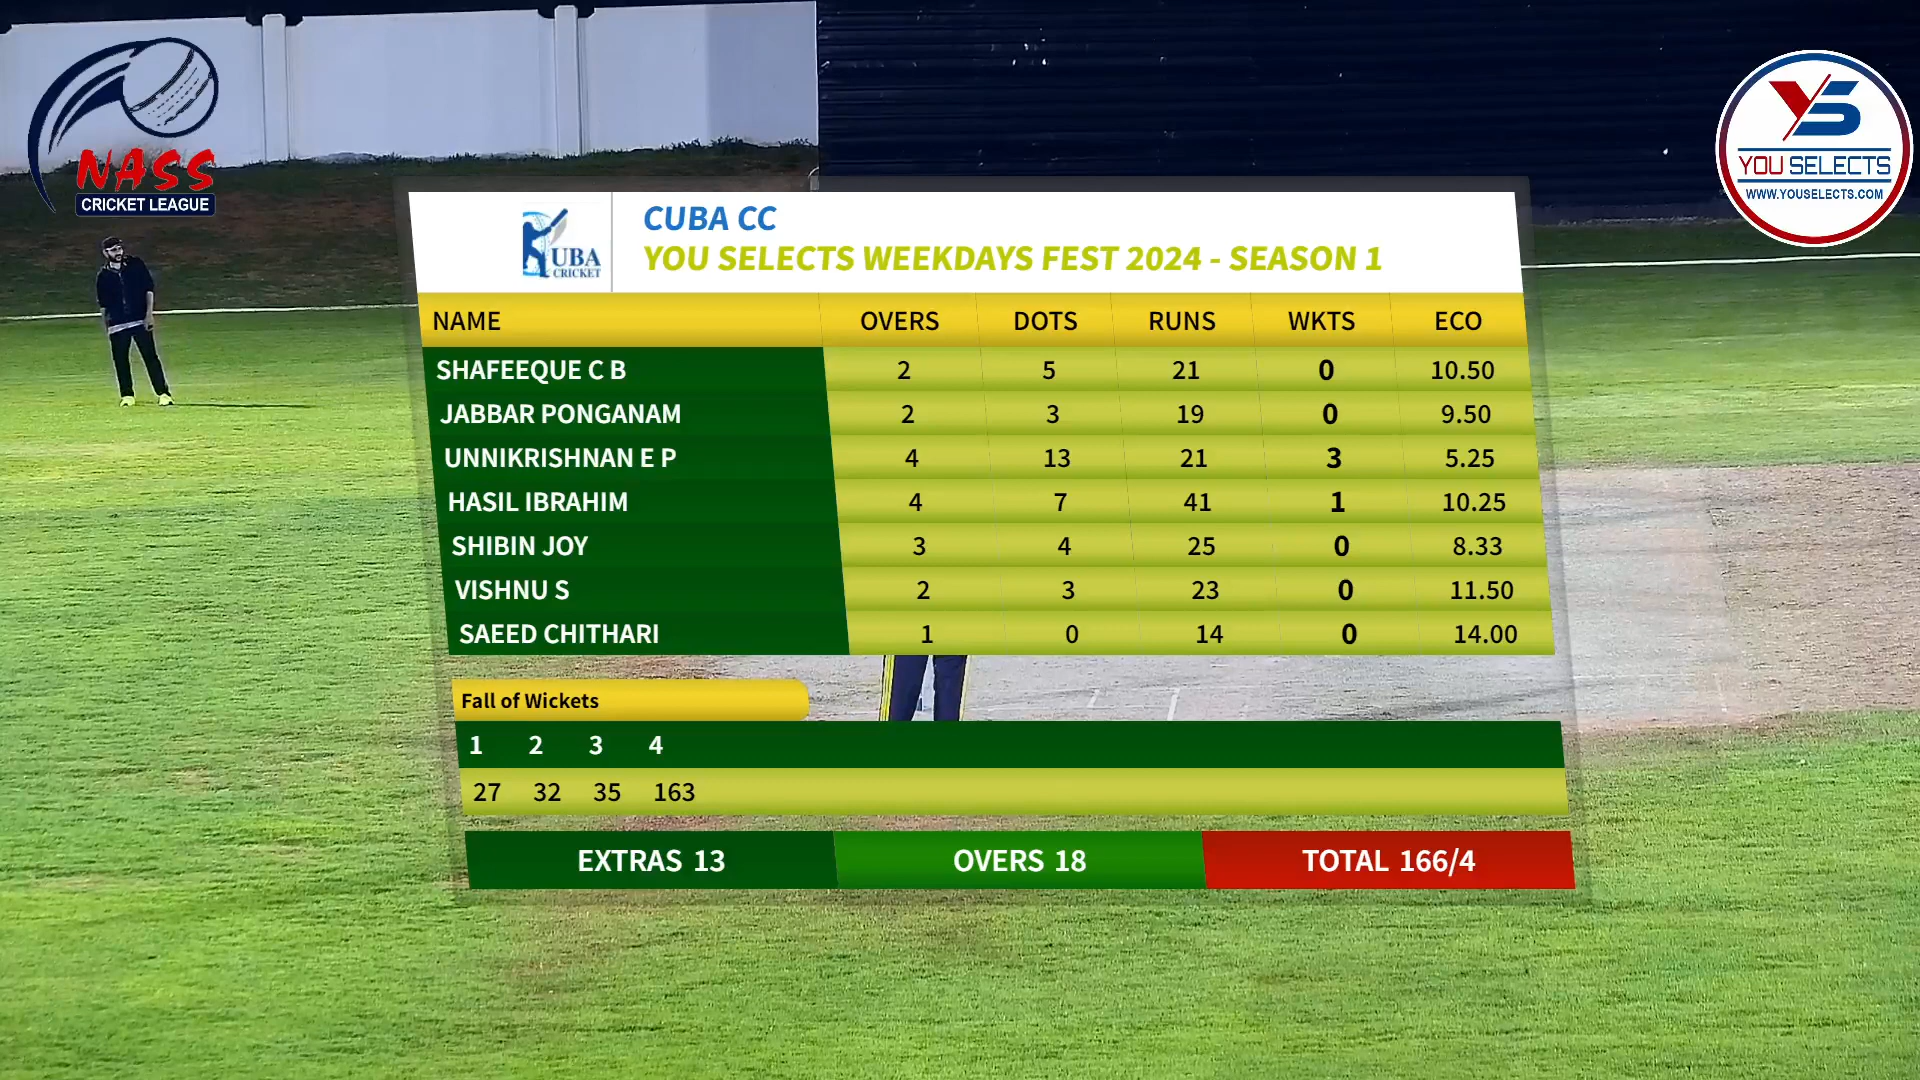 NASS
CRICKET LEAGUE
YS
YOU SELECTS
WWW.YOUSELECTS.COM
CUBA CRICKET
CUBA CC
YOU SELECTS WEEKDAYS FEST 2024 - SEASON 1
NAME OVERS DOTS RUNS WKTS ECO
SHAFEEQUE C B 2 5 21 0 10.50
JABBAR PONGANAM 2 3 19 0 9.50
UNNIKRISHNAN E P 4 13 21 3 5.25
HASIL IBRAHIM 4 7 41 1 10.25
SHIBIN JOY 3 4 25 0 8.33
VISHNU S 2 3 23 0 11.50
SAEED CHITHARI 1 0 14 0 14.00
Fall of Wickets
1 2 3 4
27 32 35 163
EXTRAS 13 OVERS 18 TOTAL 166/4